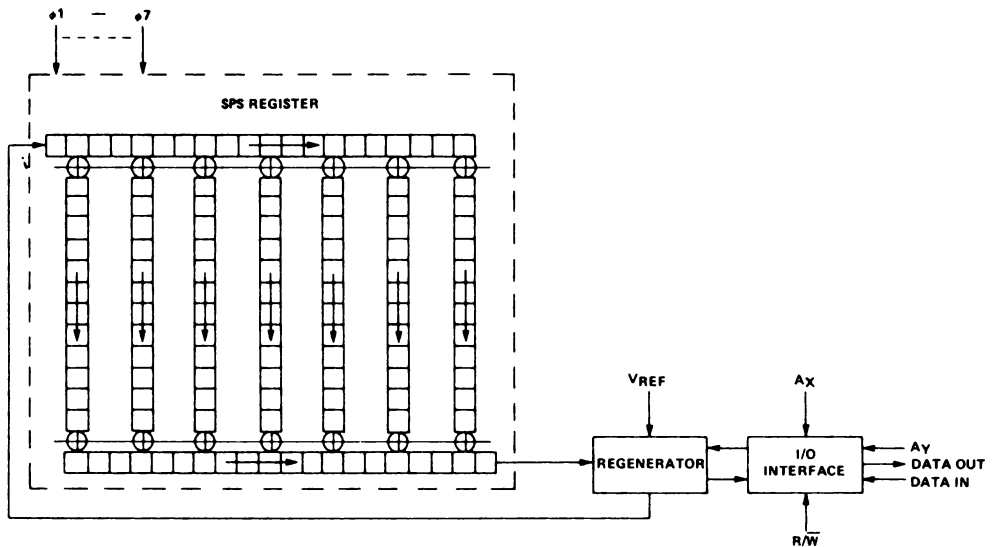 ϕ1 — ϕ7
SPS REGISTER
VREF
AX
REGENERATOR
I/O
INTERFACE
AY
DATA OUT
DATA IN
R/W̅